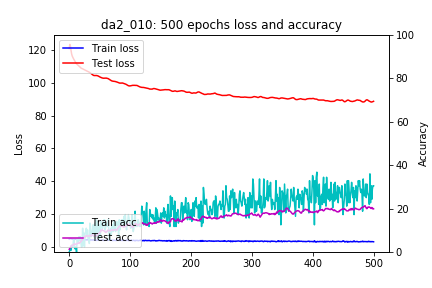 da2_010: 500 epochs loss and accuracy
Train loss
Test loss
Train acc
Test acc
Loss
Accuracy
120
100
80
60
40
20
0
100
80
60
40
20
0
0
100
200
300
400
500